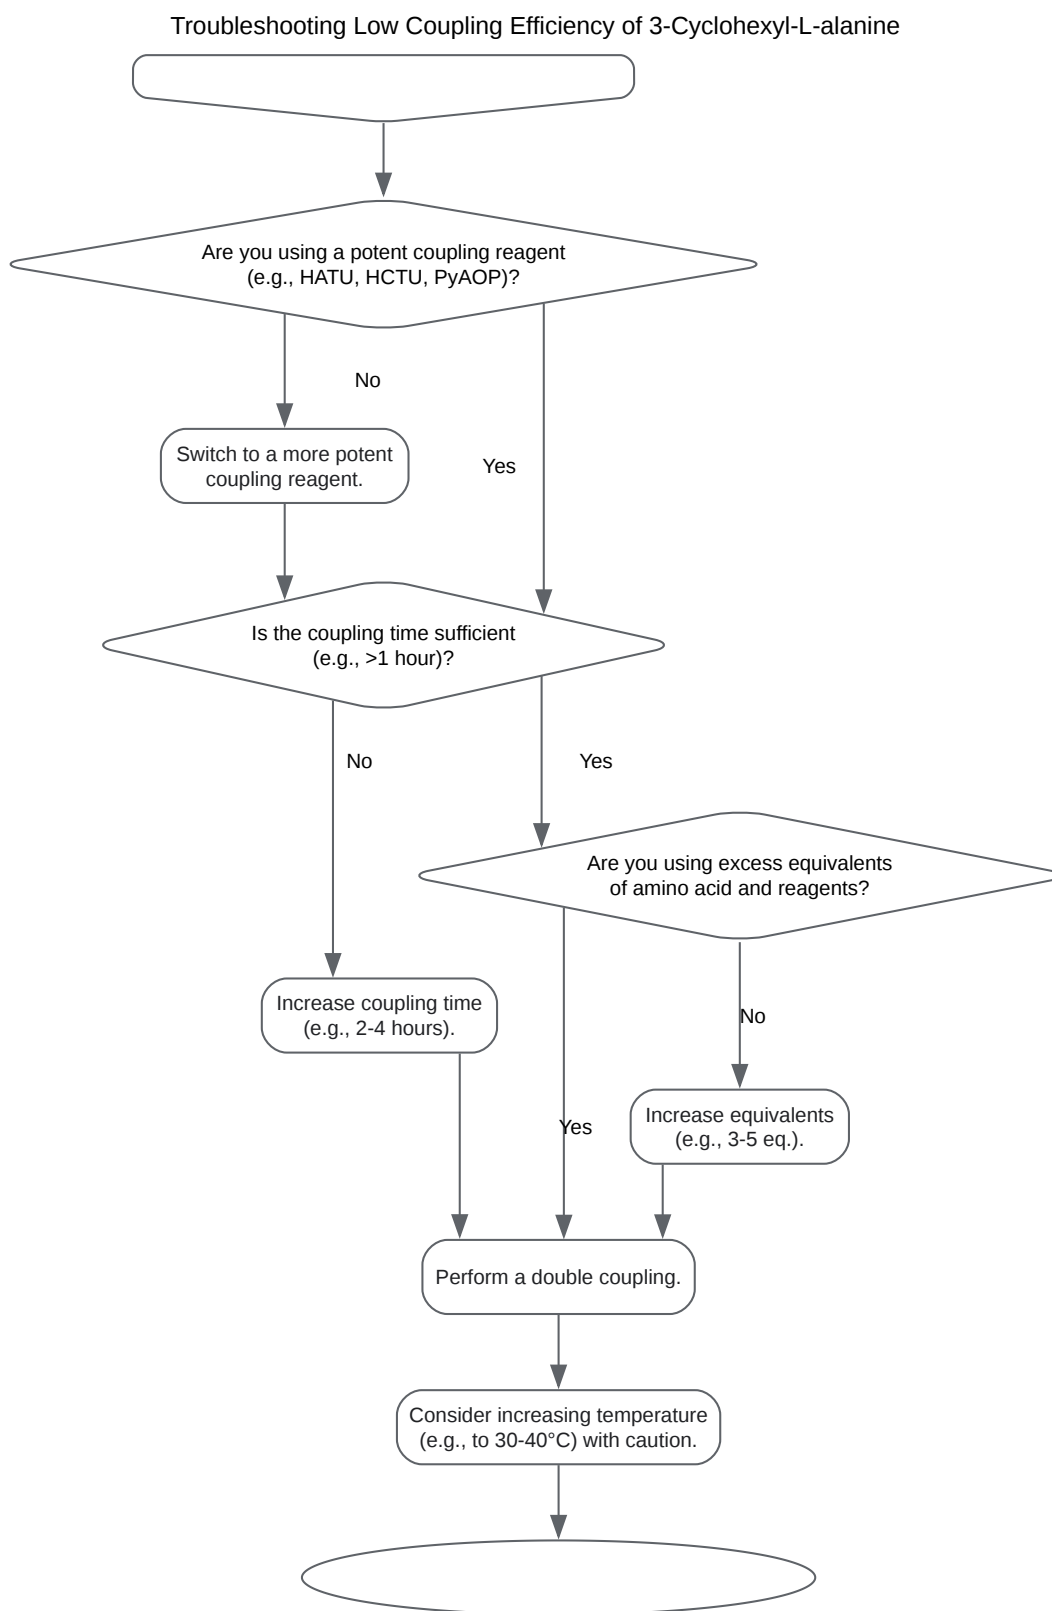 Troubleshooting Low Coupling Efficiency of 3-Cyclohexyl-L-alanine
Are you using a potent coupling reagent
(e.g., HATU, HCTU, PyAOP)?
No
Switch to a more potent
coupling reagent.
Yes
Is the coupling time sufficient
(e.g., >1 hour)?
No
Yes
Are you using excess equivalents
of amino acid and reagents?
Increase coupling time
(e.g., 2-4 hours).
No
Increase equivalents
(e.g., 3-5 eq.).
Yes
Perform a double coupling.
Consider increasing temperature
(e.g., to 30-40°C) with caution.